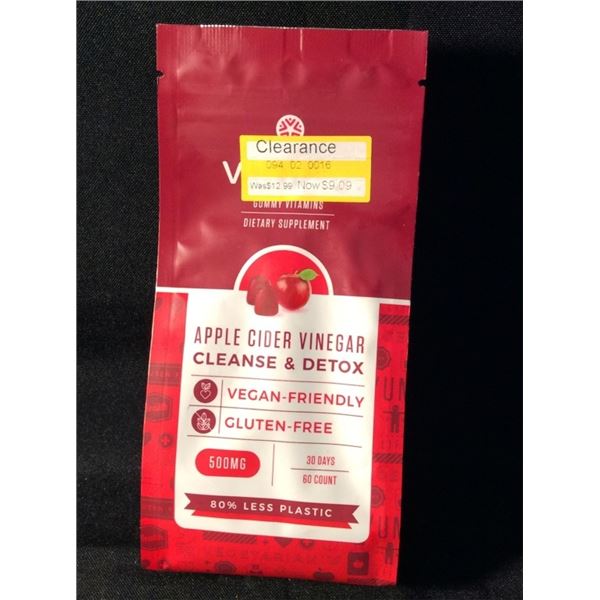 Clearance
094 02 0016
Was$12.99 Now $9.09
GUMMY VITAMINS
DIETARY SUPPLEMENT
APPLE CIDER VINEGAR
CLEANSE & DETOX
VEGAN-FRIENDLY
GLUTEN-FREE
500MG
30 DAYS
60 COUNT
80% LESS PLASTIC